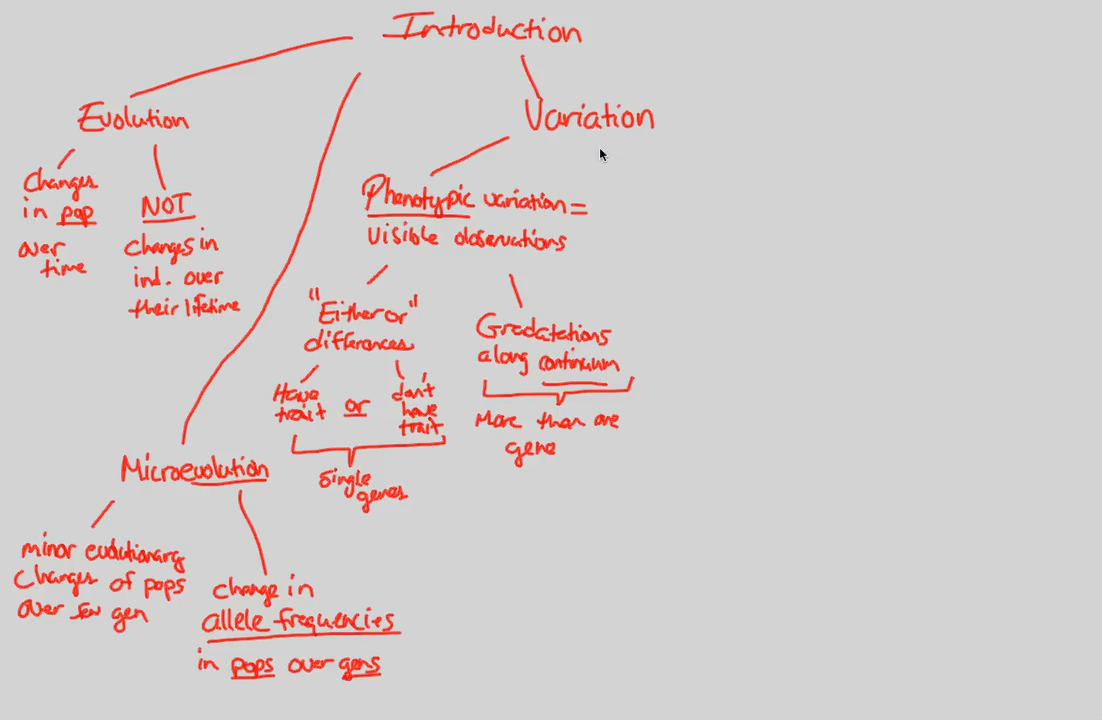 Introduction
Evolution
Changes
in pop
over
time
NOT
changes in
ind. over
their lifetime
Variation
Phenotypic variation =
visible observations
"Either or"
differences
Have
trait
or
don't
have
trait
Single
genes
Gradatations
along continuum
More than one
gene
Microevolution
minor evolutionary
changes of pops
over few gen
change in
allele frequencies
in pops over gens